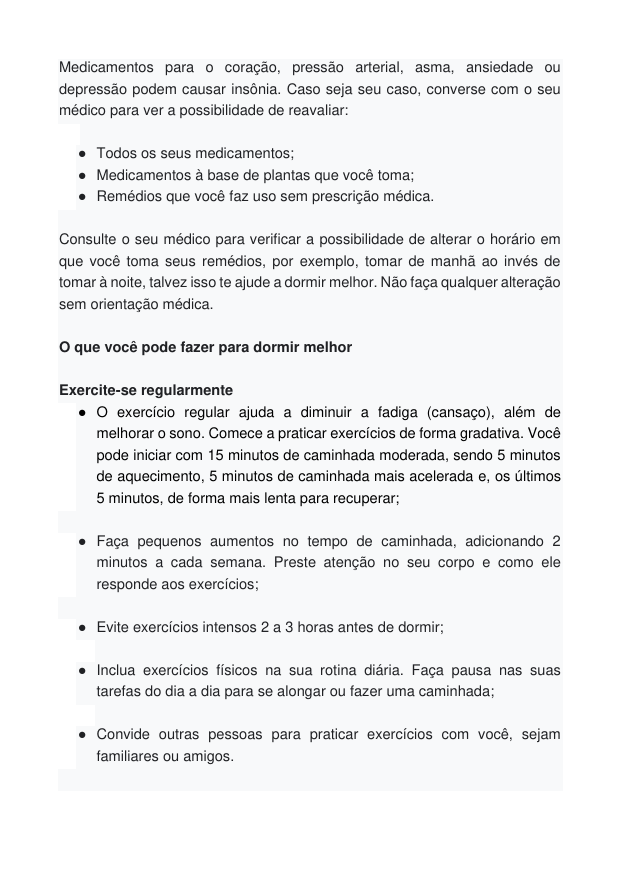 Medicamentos para o coração, pressão arterial, asma, ansiedade ou
depressão podem causar insônia. Caso seja seu caso, converse com o seu
médico para ver a possibilidade de reavaliar:
● Todos os seus medicamentos;
● Medicamentos à base de plantas que você toma;
● Remédios que você faz uso sem prescrição médica.
Consulte o seu médico para verificar a possibilidade de alterar o horário em
que você toma seus remédios, por exemplo, tomar de manhã ao invés de
tomar à noite, talvez isso te ajude a dormir melhor. Não faça qualquer alteração
sem orientação médica.
O que você pode fazer para dormir melhor
Exercite-se regularmente
● O exercício regular ajuda a diminuir a fadiga (cansaço), além de
melhorar o sono. Comece a praticar exercícios de forma gradativa. Você
pode iniciar com 15 minutos de caminhada moderada, sendo 5 minutos
de aquecimento, 5 minutos de caminhada mais acelerada e, os últimos
5 minutos, de forma mais lenta para recuperar;
● Faça pequenos aumentos no tempo de caminhada, adicionando 2
minutos a cada semana. Preste atenção no seu corpo e como ele
responde aos exercícios;
● Evite exercícios intensos 2 a 3 horas antes de dormir;
● Inclua exercícios físicos na sua rotina diária. Faça pausa nas suas
tarefas do dia a dia para se alongar ou fazer uma caminhada;
● Convide outras pessoas para praticar exercícios com você, sejam
familiares ou amigos.